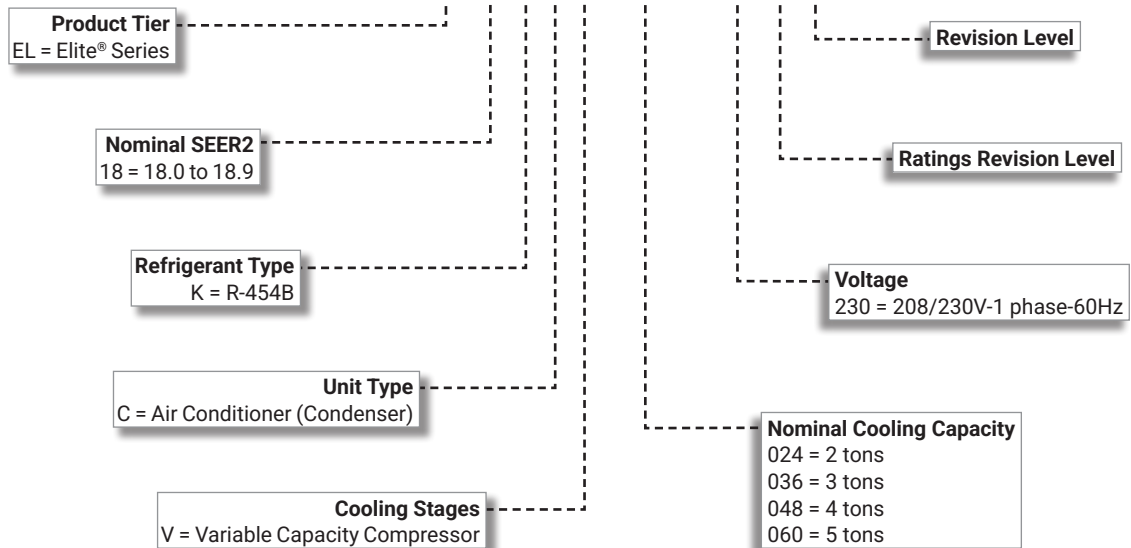 Product Tier
EL = Elite® Series
Revision Level
Nominal SEER2
18 = 18.0 to 18.9
Ratings Revision Level
Refrigerant Type
K = R-454B
Voltage
230 = 208/230V-1 phase-60Hz
Unit Type
C = Air Conditioner (Condenser)
Nominal Cooling Capacity
024 = 2 tons
036 = 3 tons
048 = 4 tons
060 = 5 tons
Cooling Stages
V = Variable Capacity Compressor